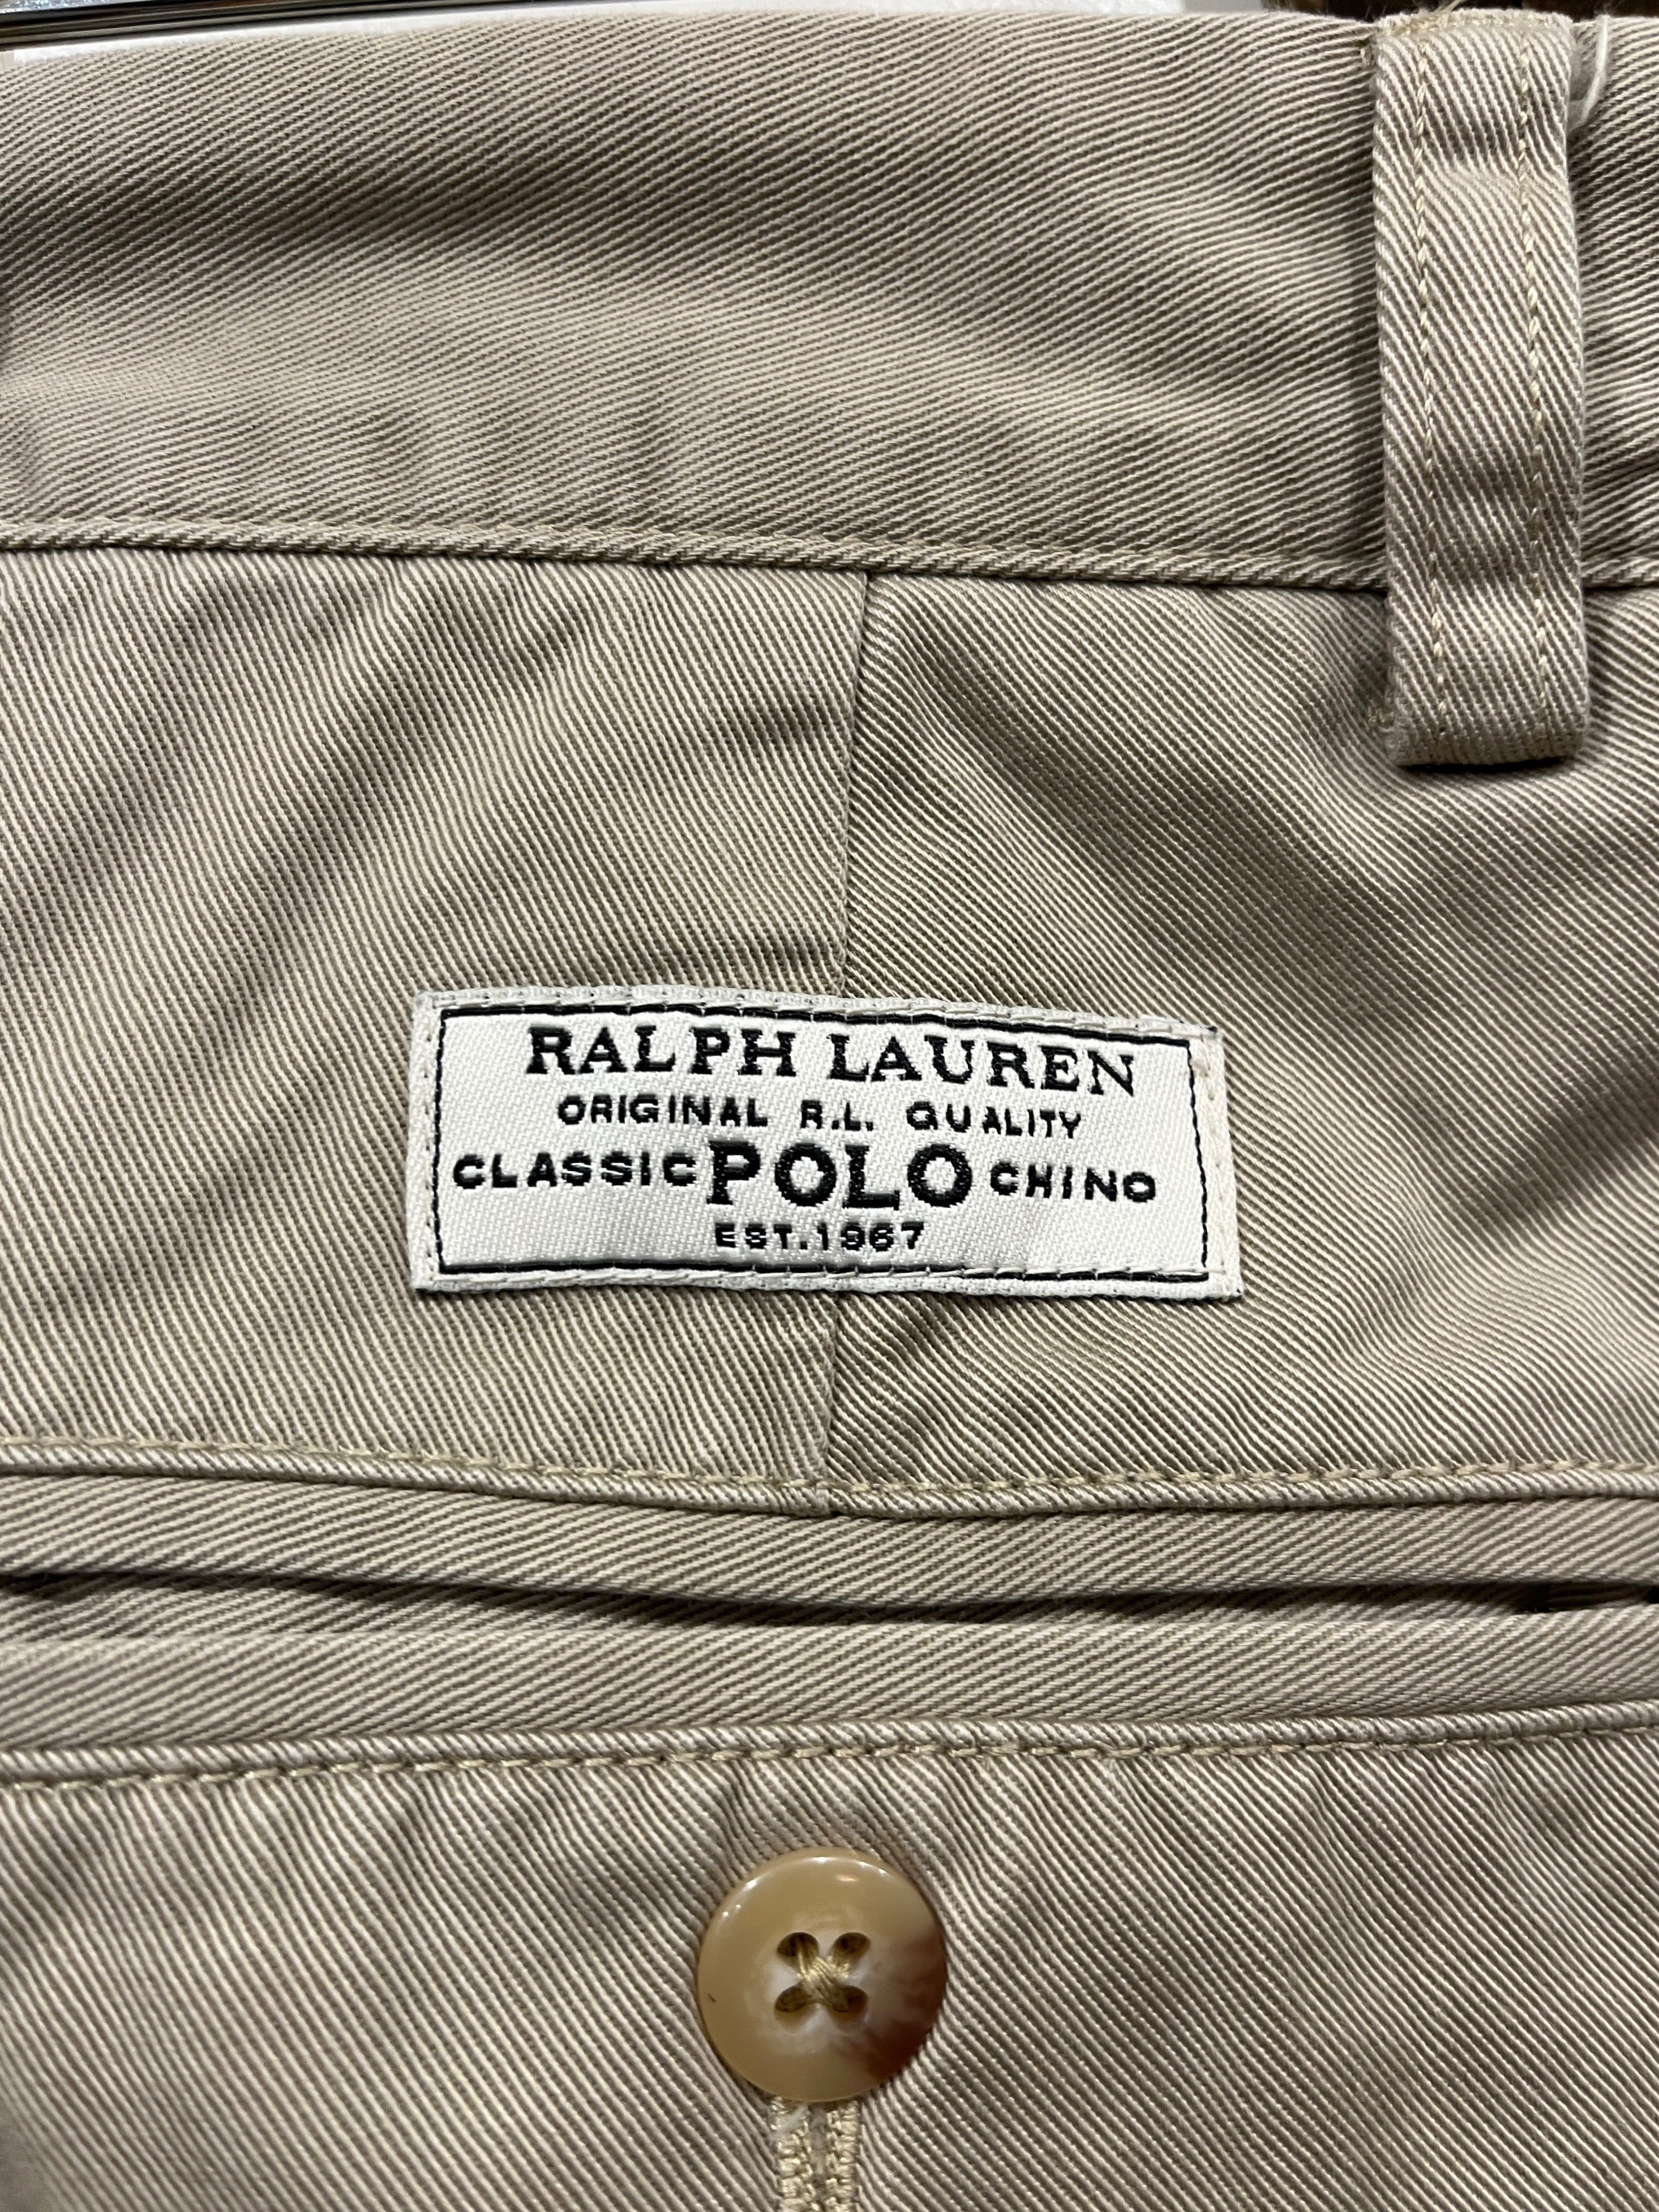 RALPH LAUREN
ORIGINAL R.L. QUALITY
CLASSIC POLO CHINO
EST.1967